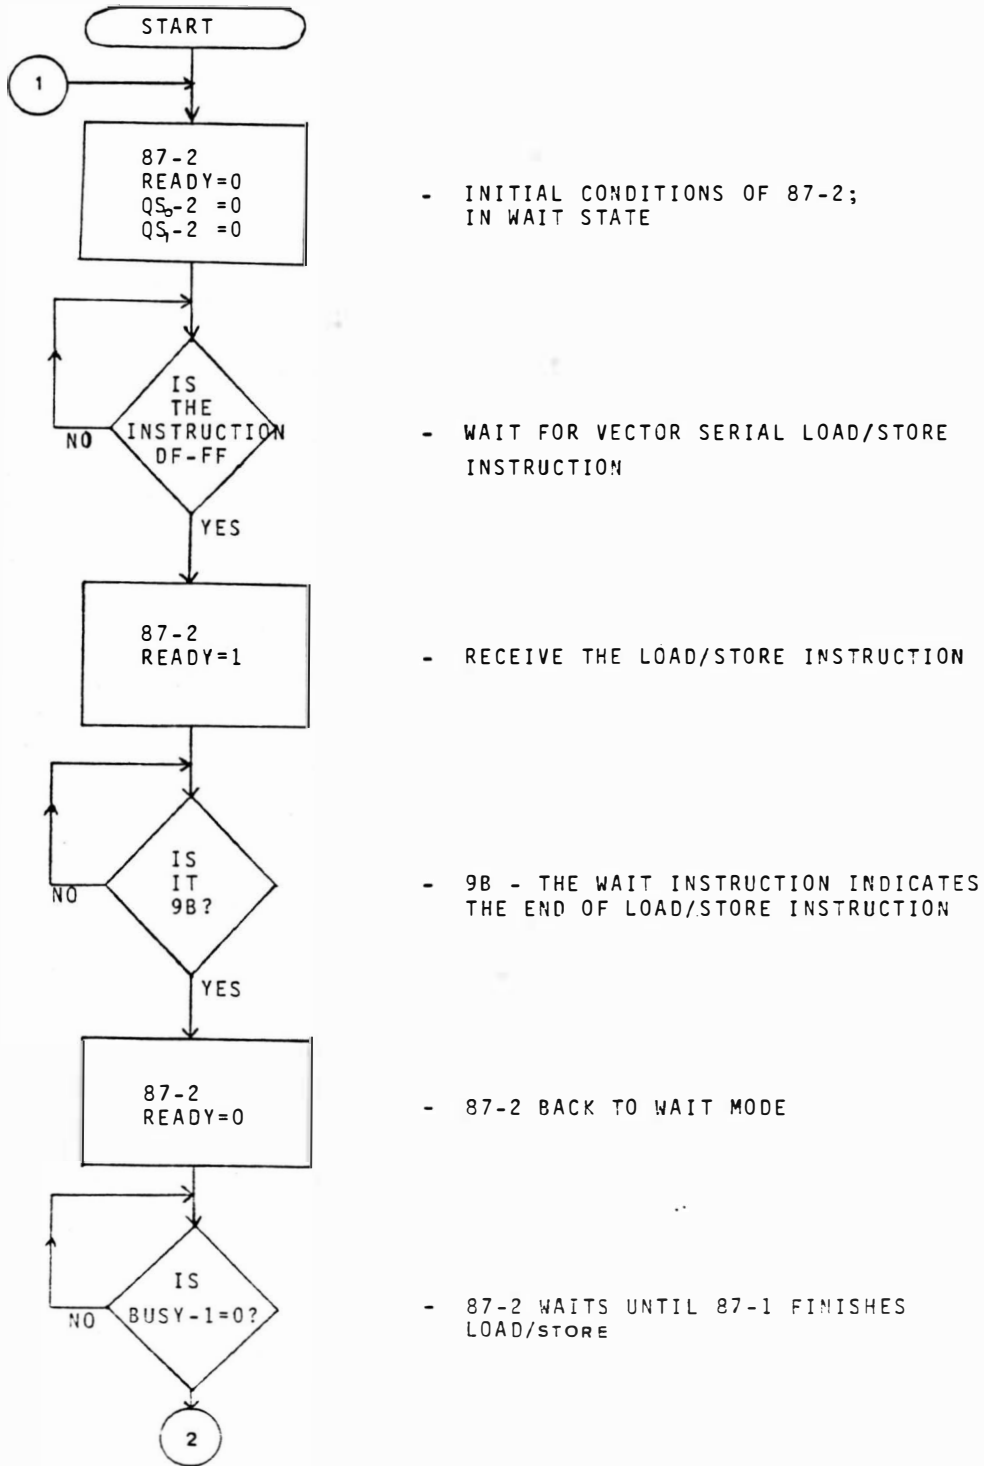 START
1
87-2
READY=0
QS₀-2 =0
QS₁-2 =0
- INITIAL CONDITIONS OF 87-2;
IN WAIT STATE
IS
THE
INSTRUCTION
DF-FF
NO
YES
- WAIT FOR VECTOR SERIAL LOAD/STORE
INSTRUCTION
87-2
READY=1
- RECEIVE THE LOAD/STORE INSTRUCTION
IS
IT
9B?
NO
YES
- 9B - THE WAIT INSTRUCTION INDICATES
THE END OF LOAD/STORE INSTRUCTION
87-2
READY=0
- 87-2 BACK TO WAIT MODE
IS
BUSY-1=0?
NO
- 87-2 WAITS UNTIL 87-1 FINISHES
LOAD/STORE
2